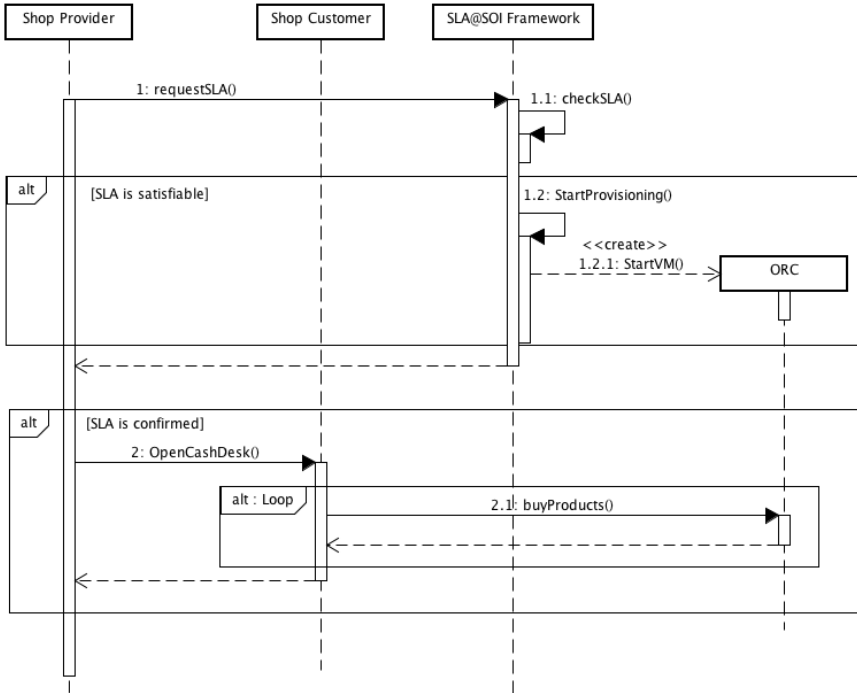 Shop Provider
Shop Customer
SLA@SOI Framework
1: requestSLA()
1.1: checkSLA()
alt
[SLA is satisfiable]
1.2: StartProvisioning()
<<create>>
1.2.1: StartVM()
ORC
alt
[SLA is confirmed]
2: OpenCashDesk()
alt : Loop
2.1: buyProducts()